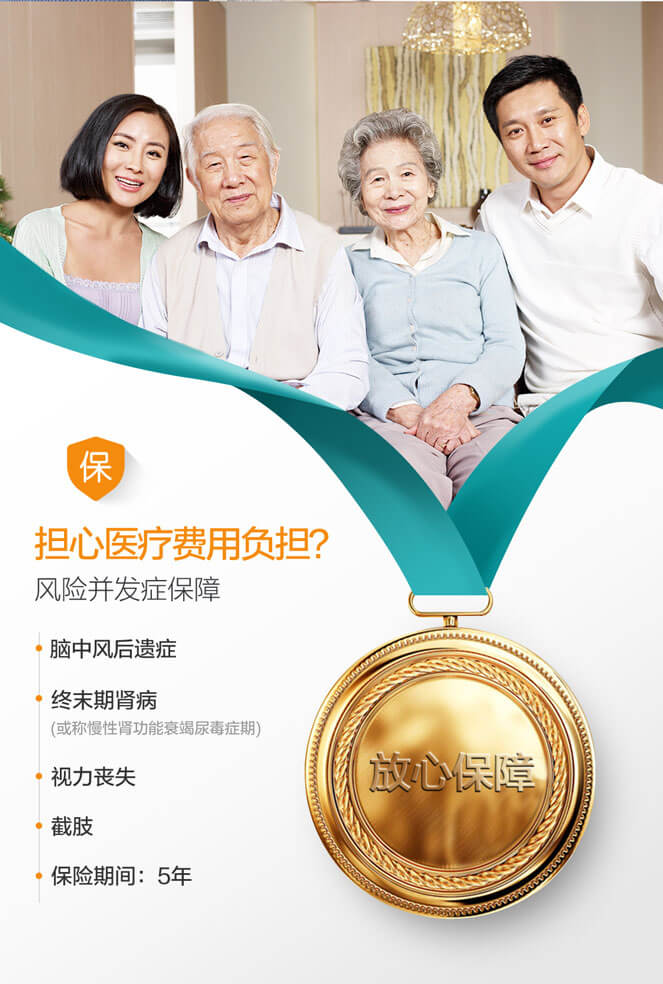 保
担心医疗费用负担?
风险并发症保障
脑中风后遗症
终末期肾病
(或称慢性肾功能衰竭尿毒症期)
视力丧失
截肢
保险期间：5年
放心保障